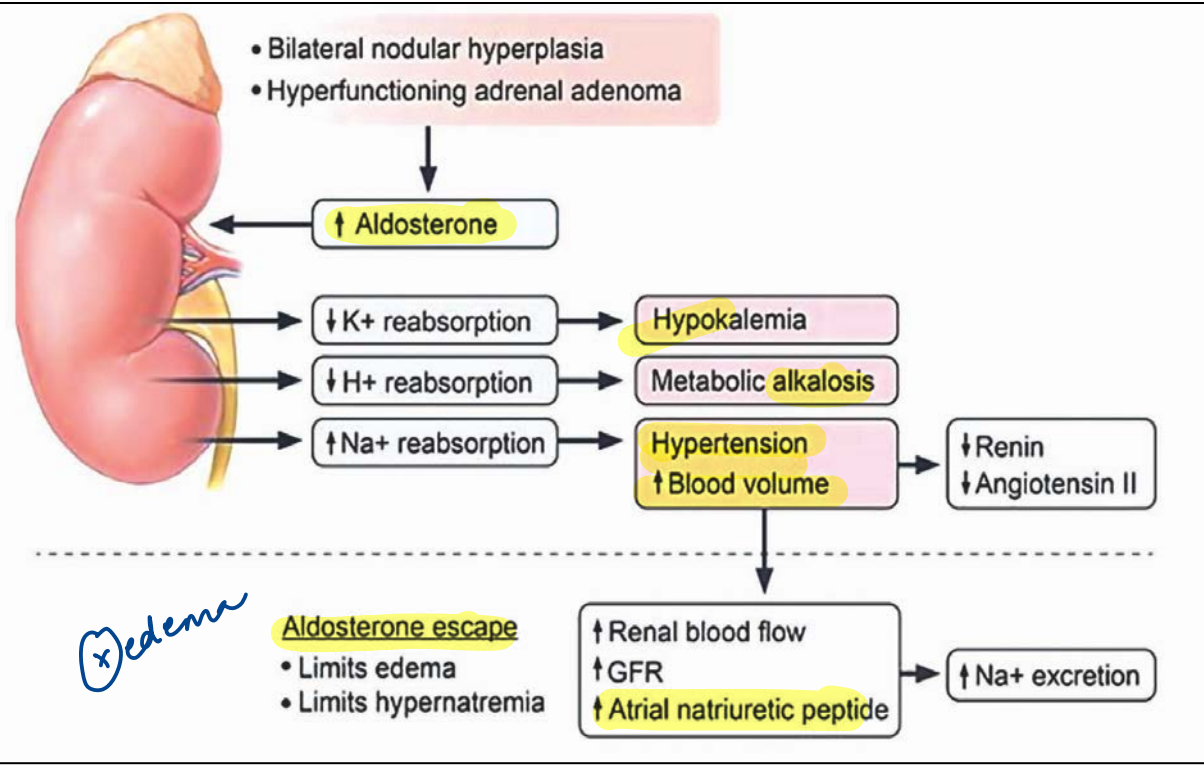 • Bilateral nodular hyperplasia
• Hyperfunctioning adrenal adenoma
↑ Aldosterone
↓ K+ reabsorption
Hypokalemia
↓ H+ reabsorption
Metabolic alkalosis
↑ Na+ reabsorption
Hypertension
↑ Blood volume
↓ Renin
↓ Angiotensin II
ⓧ edema
Aldosterone escape
• Limits edema
• Limits hypernatremia
↑ Renal blood flow
↑ GFR
↑ Atrial natriuretic peptide
↑ Na+ excretion